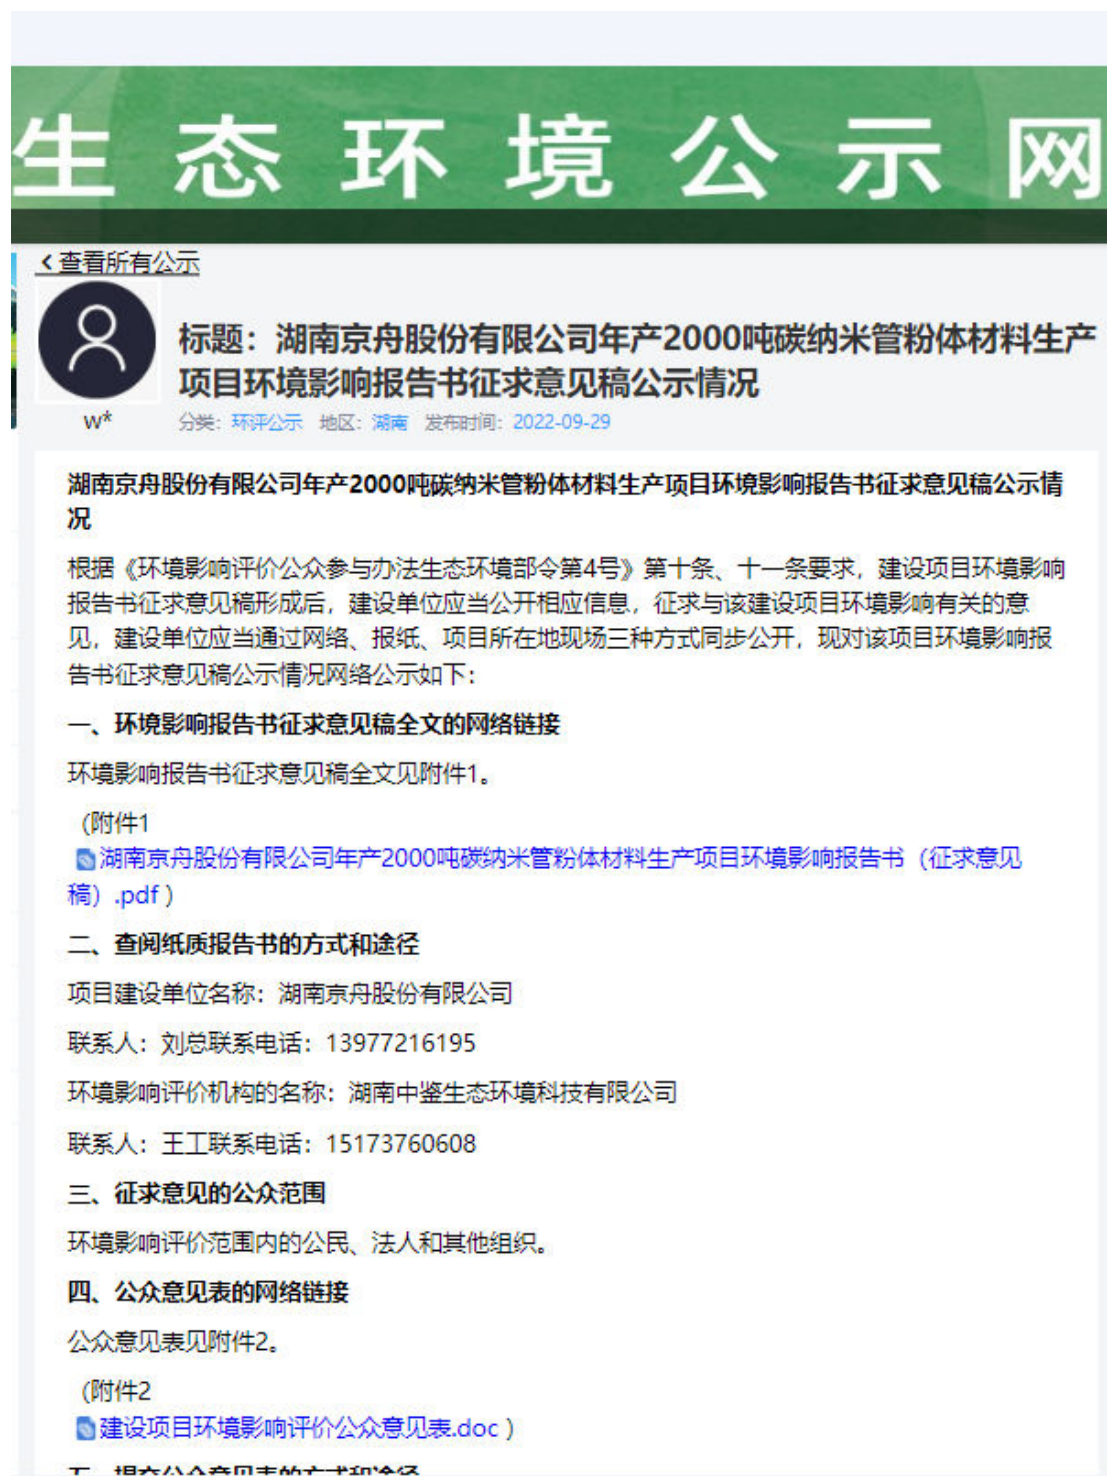 生态环境公示网
<查看所有公示
标题：湖南京舟股份有限公司年产2000吨碳纳米管粉体材料生产
项目环境影响报告书征求意见稿公示情况
w*
分类：环评公示 地区：湖南 发布时间：2022-09-29
湖南京舟股份有限公司年产2000吨碳纳米管粉体材料生产项目环境影响报告书征求意见稿公示情
况
根据《环境影响评价公众参与办法生态环境部令第4号》第十条、十一条要求，建设项目环境影响
报告书征求意见稿形成后，建设单位应当公开相应信息，征求与该建设项目环境影响有关的意
见，建设单位应当通过网络、报纸、项目所在地现场三种方式同步公开，现对该项目环境影响报
告书征求意见稿公示情况网络公示如下：
一、环境影响报告书征求意见稿全文的网络链接
环境影响报告书征求意见稿全文见附件1。
（附件1
湖南京舟股份有限公司年产2000吨碳纳米管粉体材料生产项目环境影响报告书（征求意见
稿）.pdf）
二、查阅纸质报告书的方式和途径
项目建设单位名称：湖南京舟股份有限公司
联系人：刘总联系电话：13977216195
环境影响评价机构的名称：湖南中鉴生态环境科技有限公司
联系人：王工联系电话：15173760608
三、征求意见的公众范围
环境影响评价范围内的公民、法人和其他组织。
四、公众意见表的网络链接
公众意见表见附件2。
（附件2
建设项目环境影响评价公众意见表.doc）
五、提交公众意见表的方式和途径